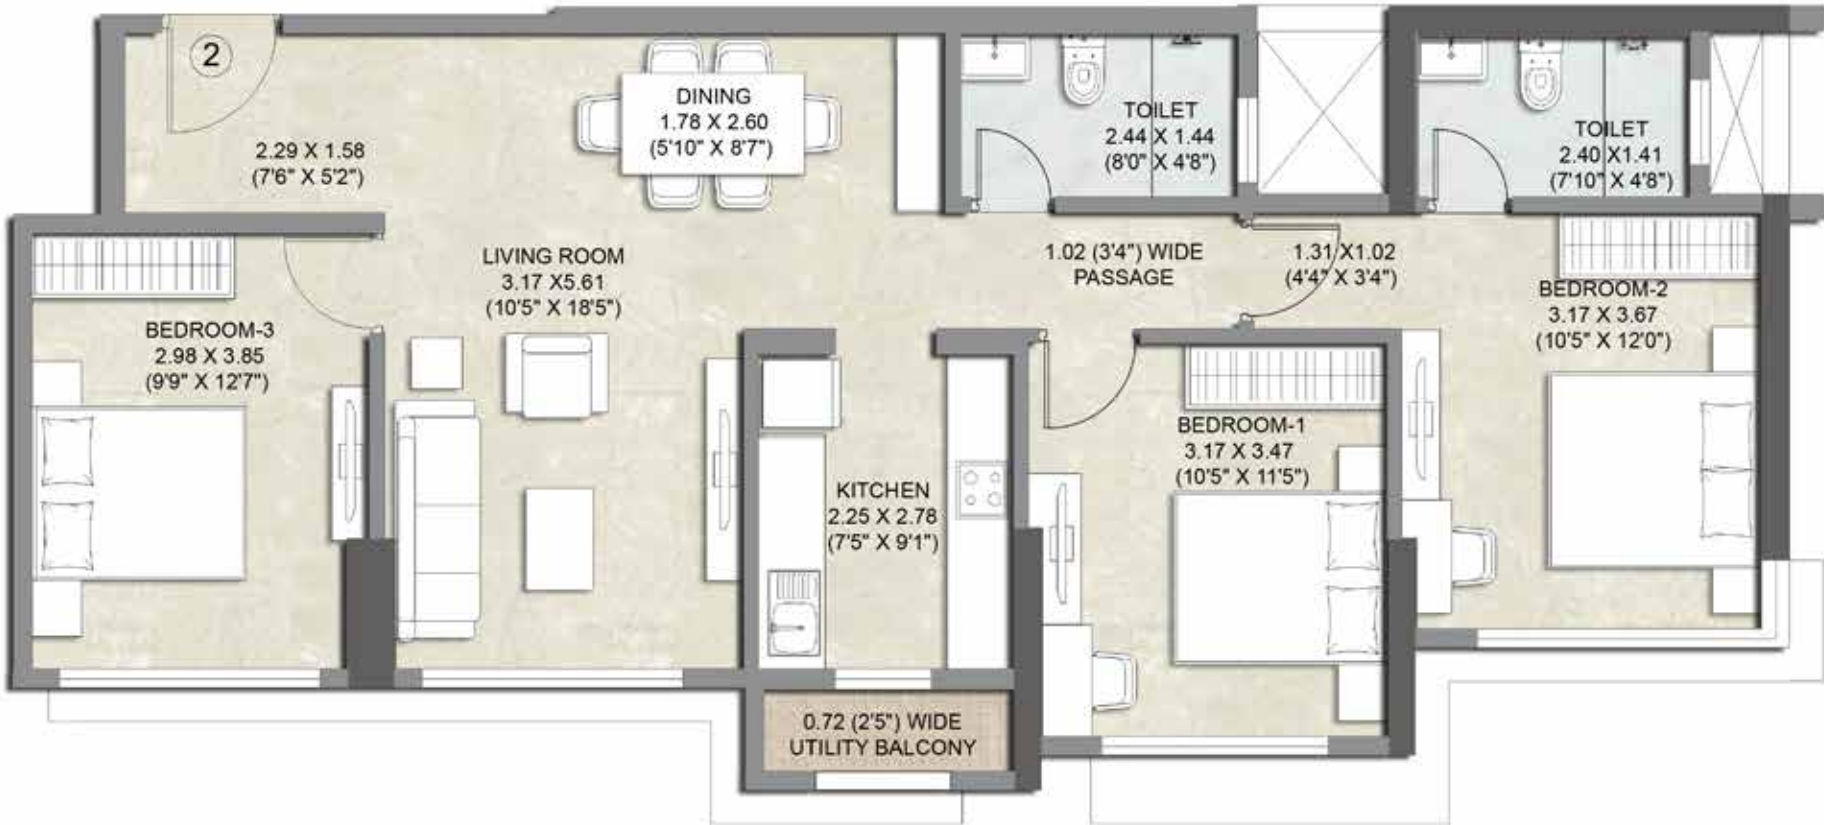 2
2.29 X 1.58
(7'6" X 5'2")
DINING
1.78 X 2.60
(5'10" X 8'7")
TOILET
2.44 X 1.44
(8'0" X 4'8")
TOILET
2.40 X1.41
(7'10" X 4'8")
LIVING ROOM
3.17 X5.61
(10'5" X 18'5")
1.02 (3'4") WIDE
PASSAGE
1.31 X1.02
(4'4" X 3'4")
BEDROOM-2
3.17 X 3.67
(10'5" X 12'0")
BEDROOM-3
2.98 X 3.85
(9'9" X 12'7")
BEDROOM-1
3.17 X 3.47
(10'5" X 11'5")
KITCHEN
2.25 X 2.78
(7'5" X 9'1")
0.72 (2'5") WIDE
UTILITY BALCONY